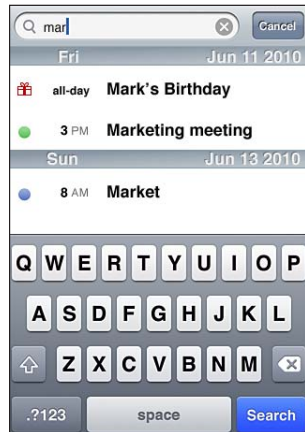 mar
Cancel
Fri Jun 11 2010
all-day Mark's Birthday
3 PM Marketing meeting
Sun Jun 13 2010
8 AM Market
Q W E R T Y U I O P
A S D F G H J K L
Z X C V B N M
.?123 space Search